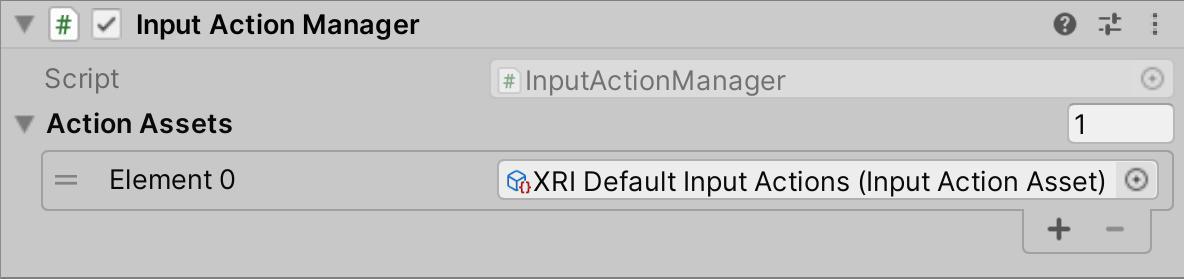 Input Action Manager
Script # InputActionManager
Action Assets 1
Element 0 {} XRI Default Input Actions (Input Action Asset)